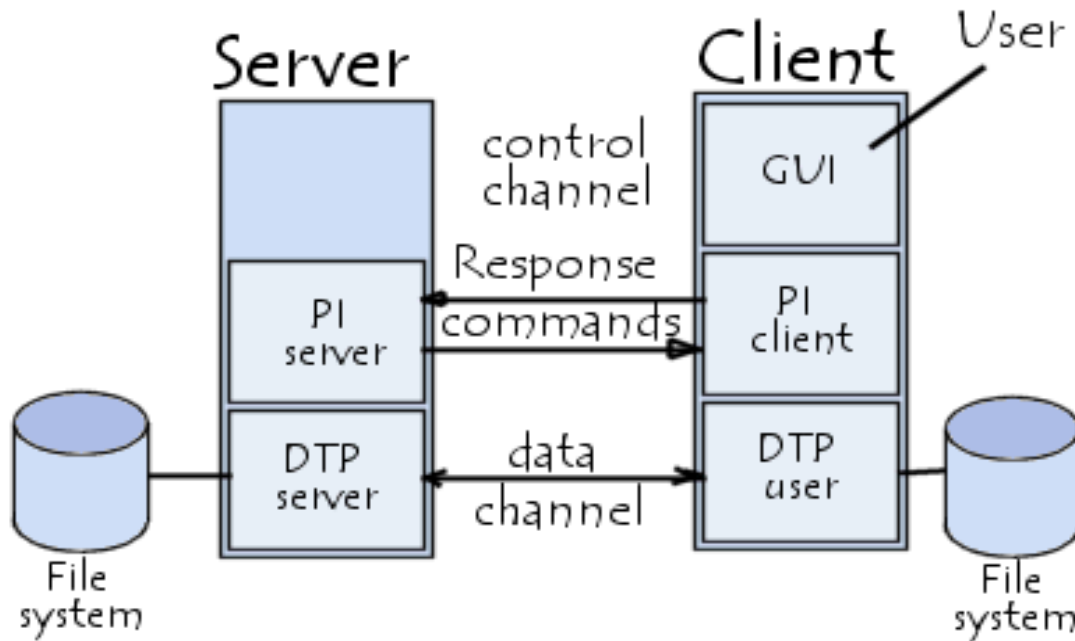 Server
Client
User
control
channel
GUI
Response
commands
PI
server
PI
client
DTP
server
data
channel
DTP
user
File
system
File
system